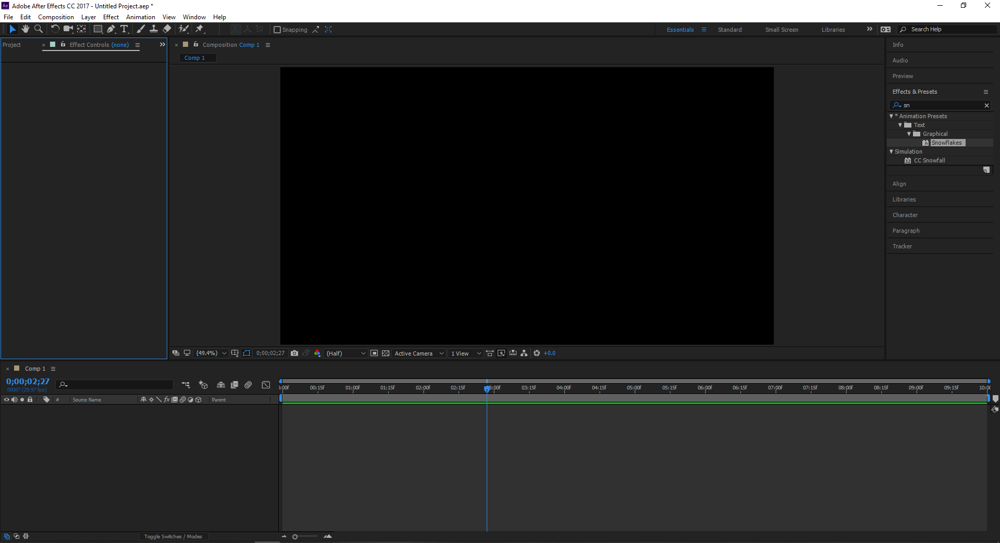 Ae Adobe After Effects CC 2017 - Untitled Project.aep *
File Edit Composition Layer Effect Animation View Window Help
Snapping
Essentials Standard Small Screen Libraries Search Help
Project
Effect Controls (none)
Composition Comp 1
Comp 1
Info
Audio
Preview
Effects & Presets
sn
* Animation Presets
Text
Graphical
Snowflakes
Simulation
32 CC Snowfall
Align
Libraries
Character
Paragraph
Tracker
(49.4%) 0;00;02;27 (Half) Active Camera 1 View +0.0
Comp 1
0;00;02;27
00087 (29.97 fps)
:00f 00:15f 01:00f 01:15f 02:00f 02:15f 3:00f 03:15f 04:00f 04:15f 05:00f 05:15f 06:00f 06:15f 07:00f 07:15f 08:00f 08:15f 09:00f 09:15f 10:0
# Source Name fx Parent
Toggle Switches / Modes